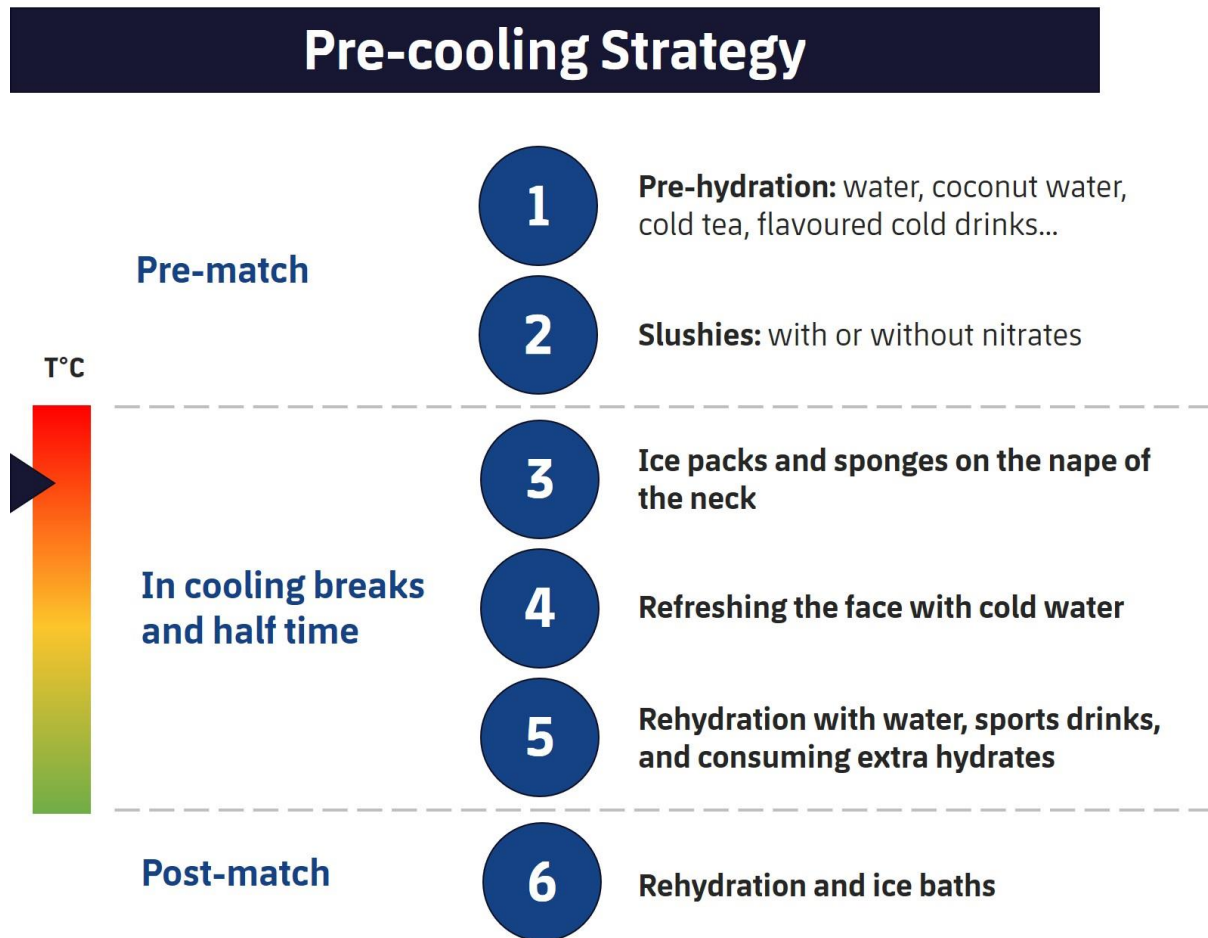 Pre-cooling Strategy
Pre-match
1
Pre-hydration: water, coconut water,
cold tea, flavoured cold drinks...
2
Slushies: with or without nitrates
T°C
In cooling breaks
and half time
3
Ice packs and sponges on the nape of
the neck
4
Refreshing the face with cold water
5
Rehydration with water, sports drinks,
and consuming extra hydrates
Post-match
6
Rehydration and ice baths